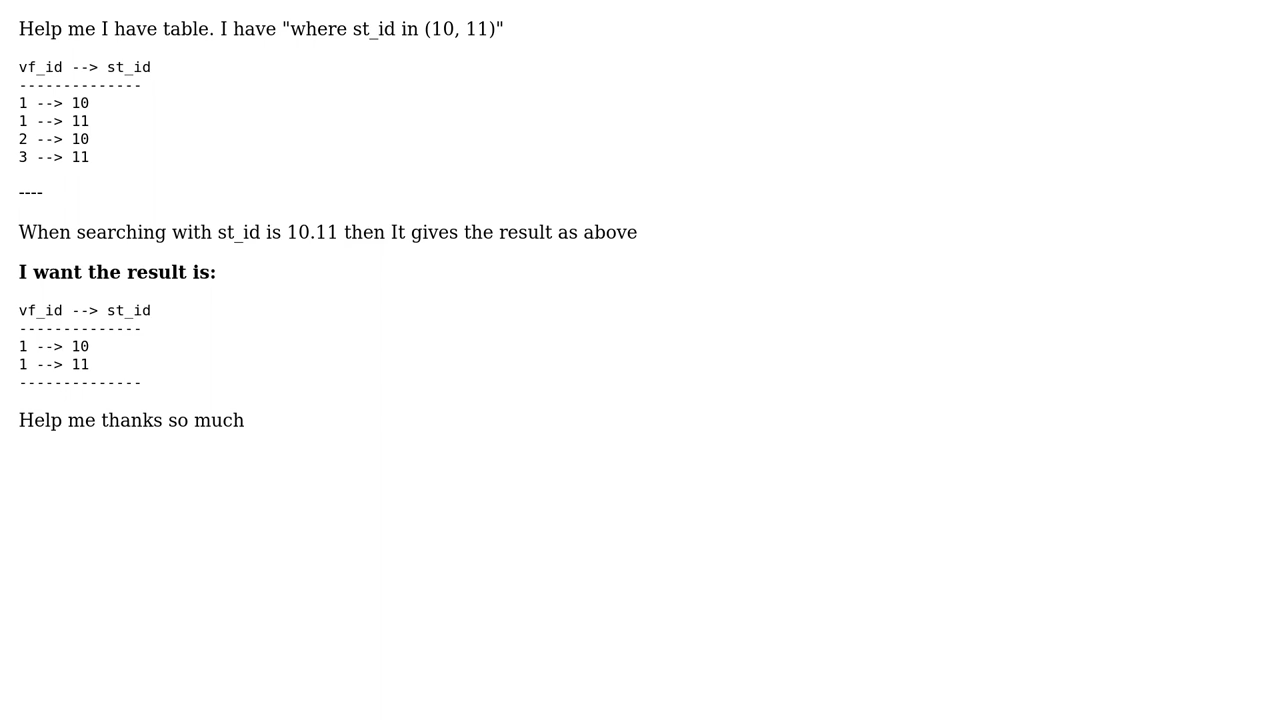 Help me I have table. I have "where st_id in (10, 11)"
vf_id --> st_id
--------------
1 --> 10
1 --> 11
2 --> 10
3 --> 11
----
When searching with st_id is 10.11 then It gives the result as above
I want the result is:
vf_id --> st_id
--------------
1 --> 10
1 --> 11
--------------
Help me thanks so much